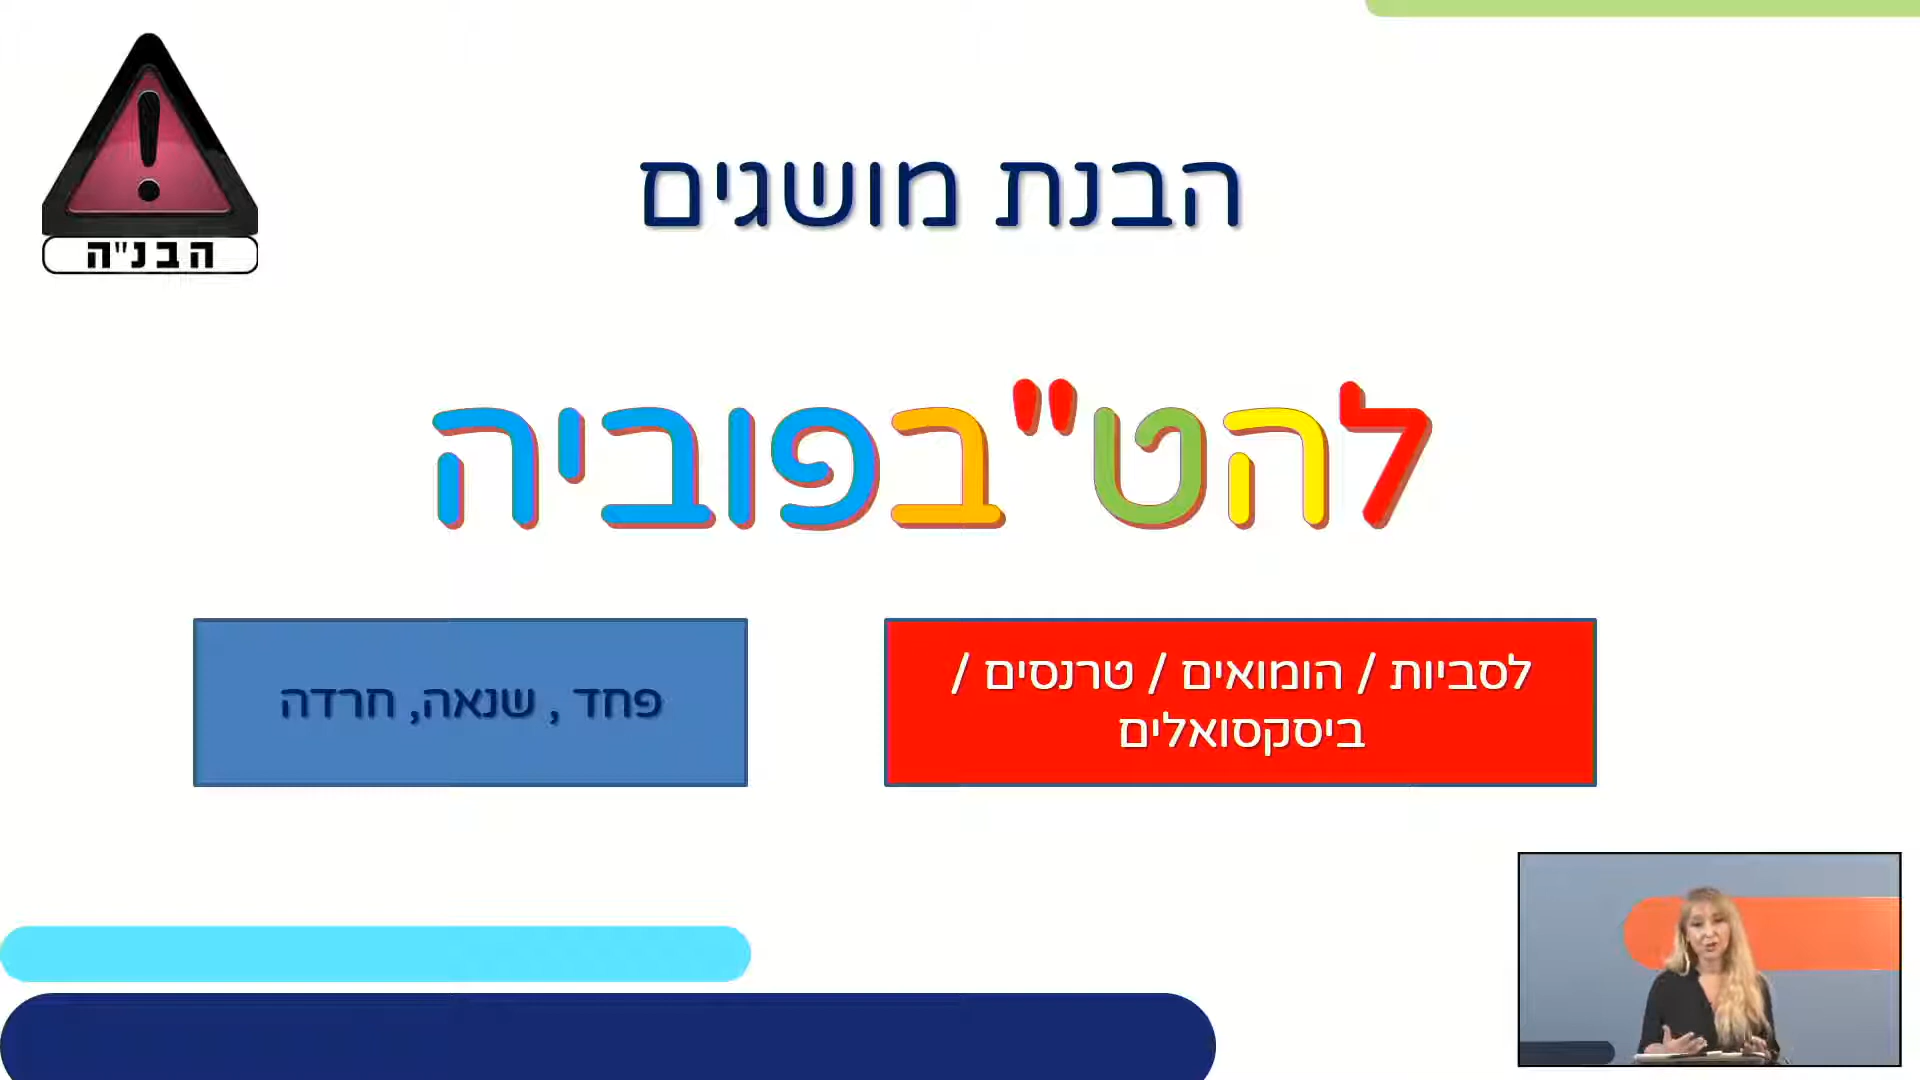 הבנ"ה
הבנת מושגים
להט"בפוביה
לסביות / הומואים / טרנסים /
ביסקסואלים
פחד , שנאה, חרדה